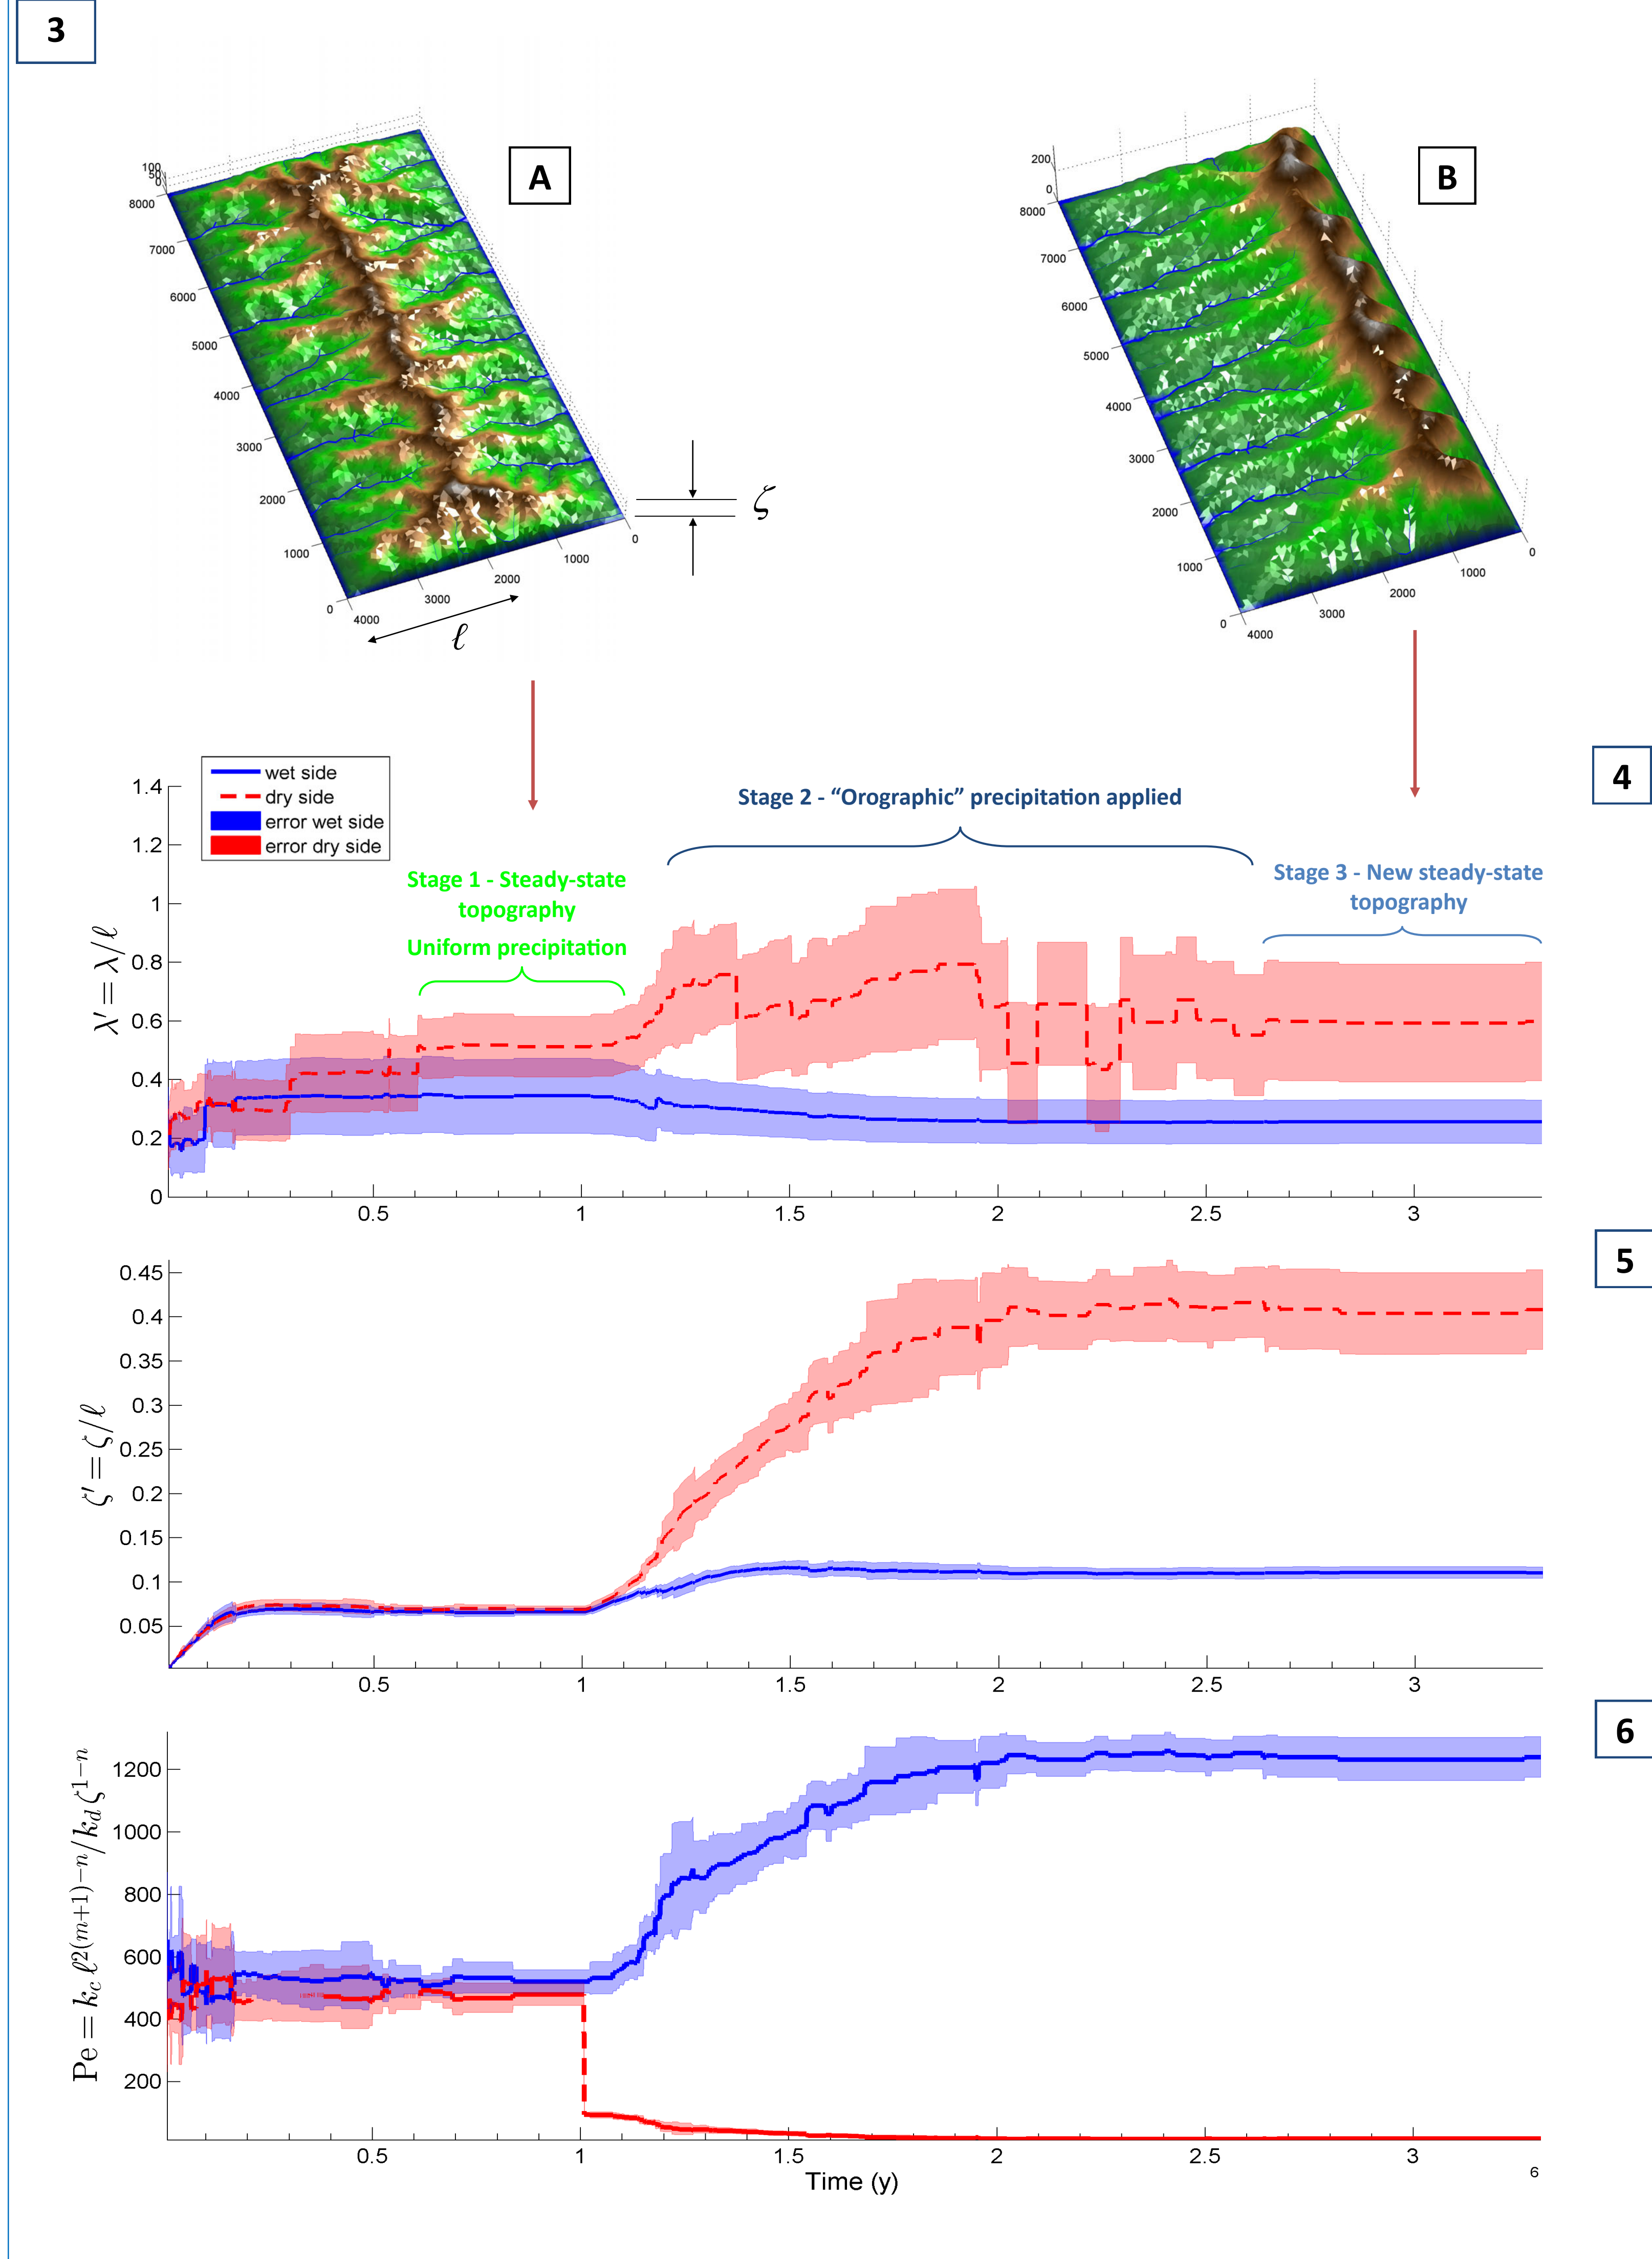 3
A
100
50
0
8000
7000
6000
5000
4000
3000
2000
1000
0
4000
3000
2000
1000
0
ℓ
ζ
B
200
0
8000
7000
6000
5000
4000
3000
2000
1000
0
4000
3000
2000
1000
0
4
wet side
dry side
error wet side
error dry side
Stage 1 - Steady-state
topography
Uniform precipitation
Stage 2 - “Orographic” precipitation applied
Stage 3 - New steady-state
topography
λ′ = λ/ℓ
1.4
1.2
1
0.8
0.6
0.4
0.2
0
0.5 1 1.5 2 2.5 3
5
ζ′ = ζ/ℓ
0.45
0.4
0.35
0.3
0.25
0.2
0.15
0.1
0.05
0.5 1 1.5 2 2.5 3
6
Pe = k_c ℓ^{2(m+1)−n}/k_d ζ^{1−n}
1200
1000
800
600
400
200
0.5 1 1.5 2 2.5 3
Time (y)
6